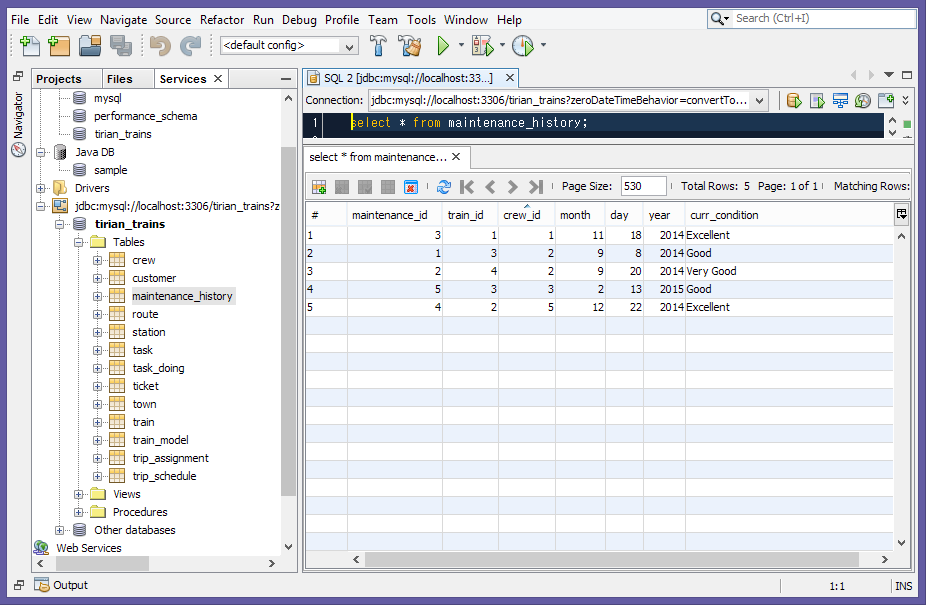 File Edit View Navigate Source Refactor Run Debug Profile Team Tools Window Help
Search (Ctrl+I)
<default config>
Projects Files Services
Navigator
mysql
performance_schema
tirian_trains
Java DB
sample
Drivers
jdbc:mysql://localhost:3306/tirian_trains?z
tirian_trains
Tables
crew
customer
maintenance_history
route
station
task
task_doing
ticket
town
train
train_model
trip_assignment
trip_schedule
Views
Procedures
Other databases
Web Services
SQL 2 [jdbc:mysql://localhost:33...]
Connection: jdbc:mysql://localhost:3306/tirian_trains?zeroDateTimeBehavior=convertTo...
1 select * from maintenance_history;
select * from maintenance...
Page Size: 530 Total Rows: 5 Page: 1 of 1 Matching Rows:
# maintenance_id train_id crew_id month day year curr_condition
1 3 1 1 11 18 2014 Excellent
2 1 3 2 9 8 2014 Good
3 2 4 2 9 20 2014 Very Good
4 5 3 3 2 13 2015 Good
5 4 2 5 12 22 2014 Excellent
Output
1:1 INS